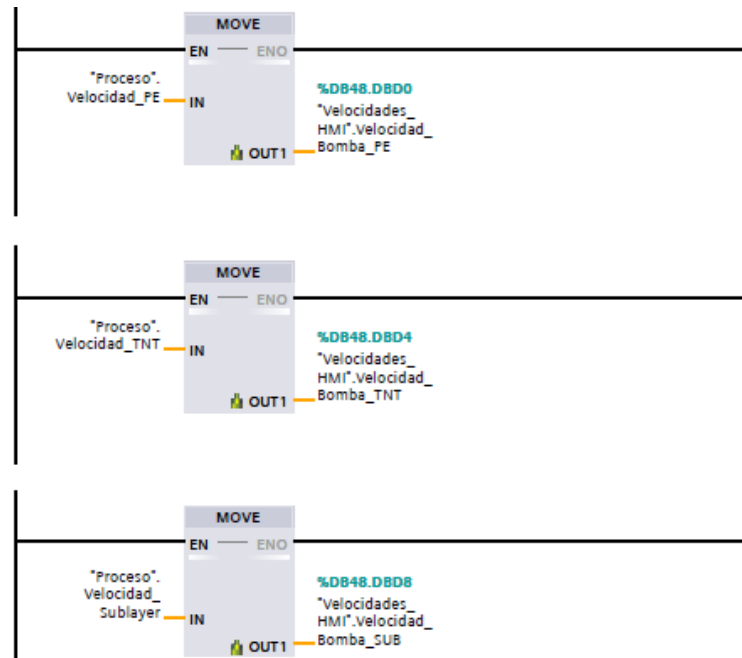 MOVE
EN ENO
"Proceso".
Velocidad_PE
IN
%DB48.DBD0
"Velocidades_
HMI".Velocidad_
Bomba_PE
OUT1
MOVE
EN ENO
"Proceso".
Velocidad_TNT
IN
%DB48.DBD4
"Velocidades_
HMI".Velocidad_
Bomba_TNT
OUT1
MOVE
EN ENO
"Proceso".
Velocidad_
Sublayer
IN
%DB48.DBD8
"Velocidades_
HMI".Velocidad_
Bomba_SUB
OUT1